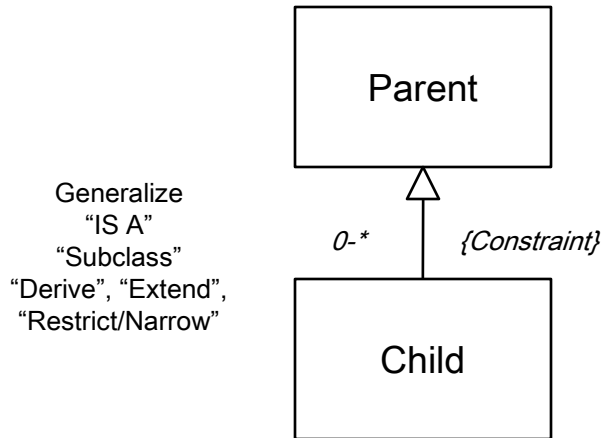 Parent
Generalize
“IS A”
“Subclass”
“Derive”, “Extend”,
“Restrict/Narrow”
0-*
{Constraint}
Child